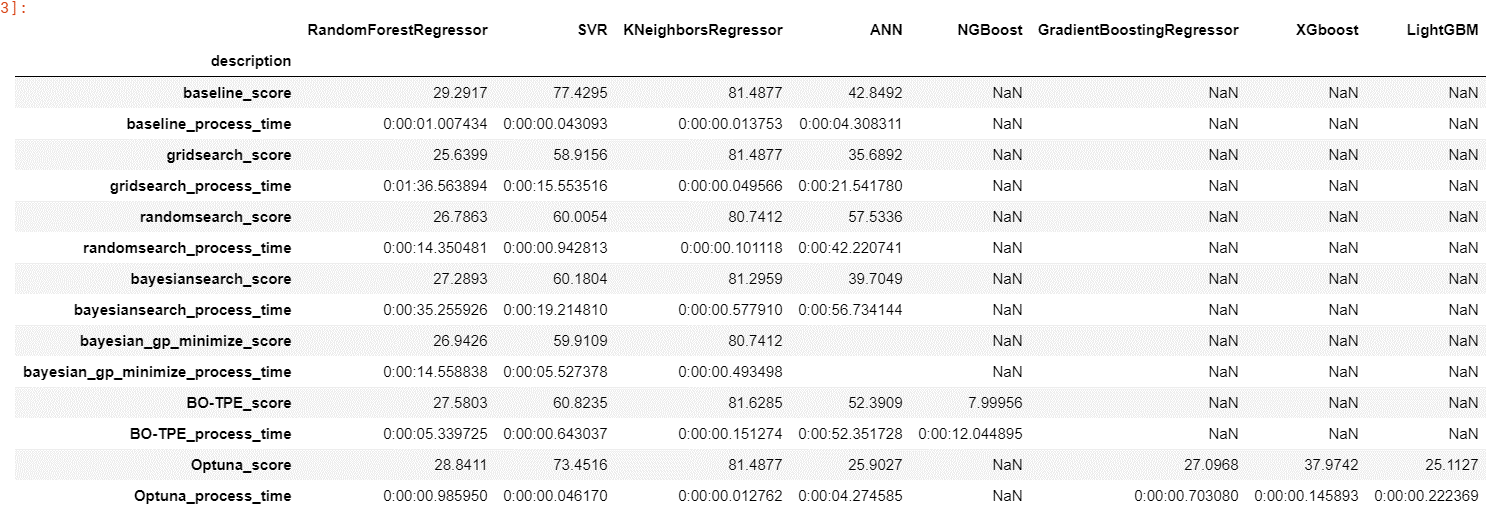 3]:
RandomForestRegressor SVR KNeighborsRegressor ANN NGBoost GradientBoostingRegressor XGboost LightGBM
description
baseline_score 29.2917 77.4295 81.4877 42.8492 NaN NaN NaN NaN
baseline_process_time 0:00:01.007434 0:00:00.043093 0:00:00.013753 0:00:04.308311 NaN NaN NaN NaN
gridsearch_score 25.6399 58.9156 81.4877 35.6892 NaN NaN NaN NaN
gridsearch_process_time 0:01:36.563894 0:00:15.553516 0:00:00.049566 0:00:21.541780 NaN NaN NaN NaN
randomsearch_score 26.7863 60.0054 80.7412 57.5336 NaN NaN NaN NaN
randomsearch_process_time 0:00:14.350481 0:00:00.942813 0:00:00.101118 0:00:42.220741 NaN NaN NaN NaN
bayesiansearch_score 27.2893 60.1804 81.2959 39.7049 NaN NaN NaN NaN
bayesiansearch_process_time 0:00:35.255926 0:00:19.214810 0:00:00.577910 0:00:56.734144 NaN NaN NaN NaN
bayesian_gp_minimize_score 26.9426 59.9109 80.7412 NaN NaN NaN NaN
bayesian_gp_minimize_process_time 0:00:14.558838 0:00:05.527378 0:00:00.493498 NaN NaN NaN NaN
BO-TPE_score 27.5803 60.8235 81.6285 52.3909 7.99956 NaN NaN NaN
BO-TPE_process_time 0:00:05.339725 0:00:00.643037 0:00:00.151274 0:00:52.351728 0:00:12.044895 NaN NaN NaN
Optuna_score 28.8411 73.4516 81.4877 25.9027 NaN 27.0968 37.9742 25.1127
Optuna_process_time 0:00:00.985950 0:00:00.046170 0:00:00.012762 0:00:04.274585 NaN 0:00:00.703080 0:00:00.145893 0:00:00.222369